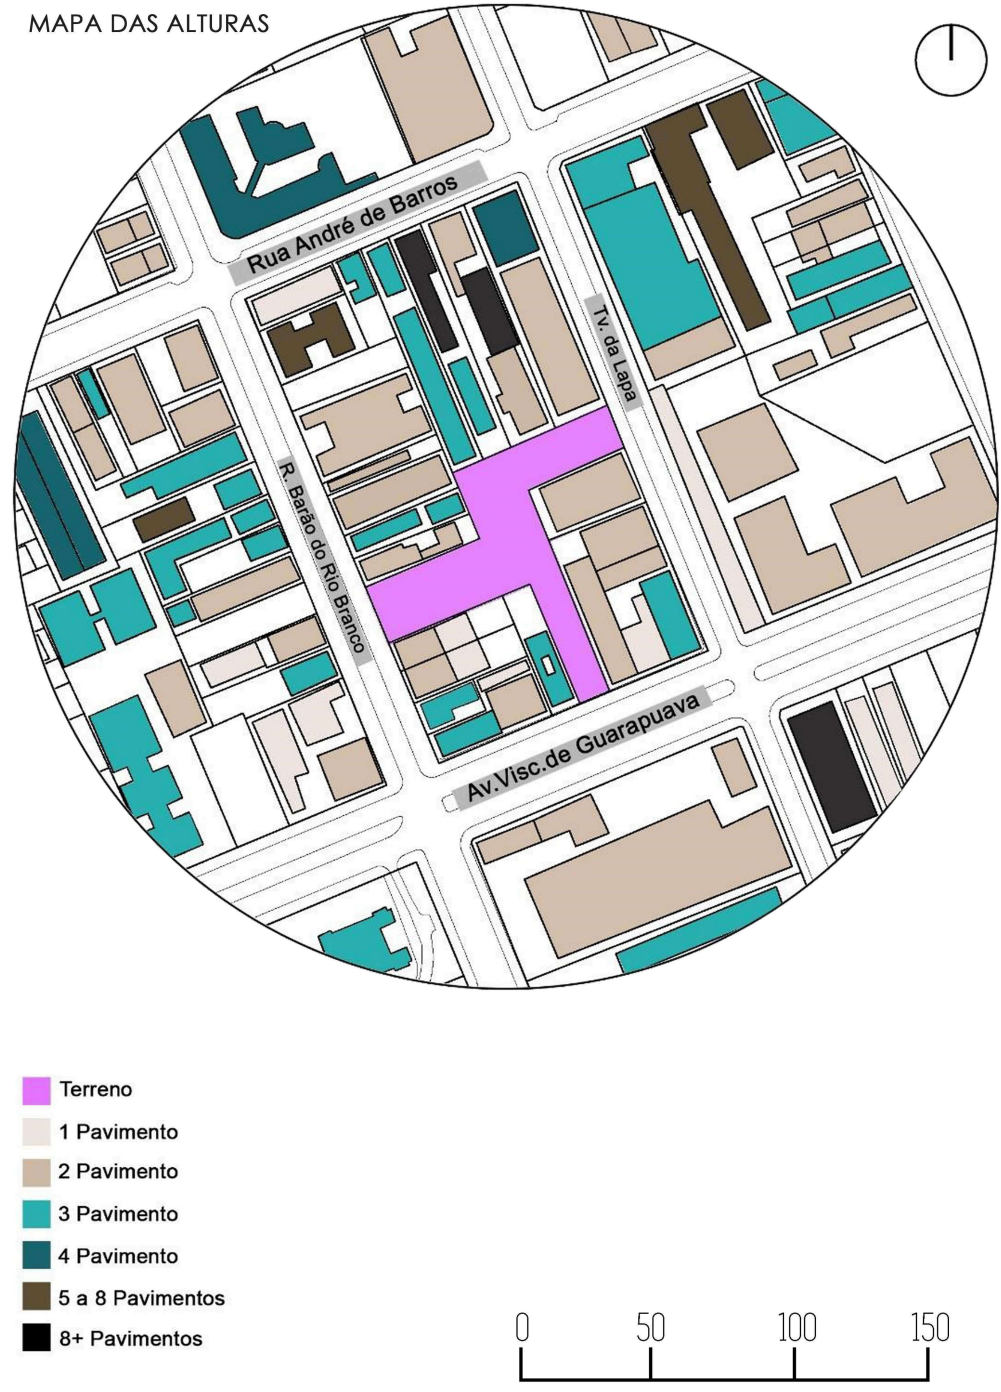 MAPA DAS ALTURAS
Rua André de Barros
Tv. da Lapa
R. Barão do Rio Branco
Av.Visc.de Guarapuava
Terreno
1 Pavimento
2 Pavimento
3 Pavimento
4 Pavimento
5 a 8 Pavimentos
8+ Pavimentos
0 50 100 150